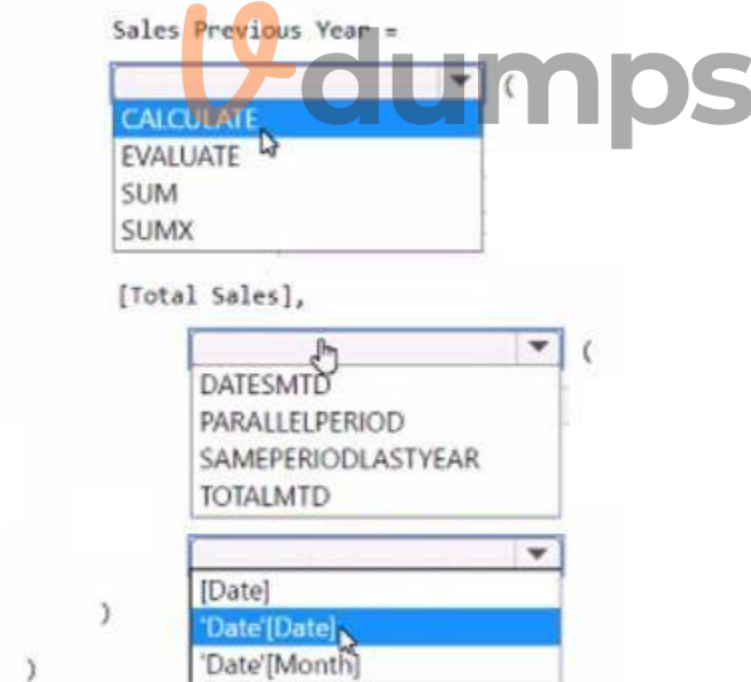 Sales Previous Year =
dumps
(
CALCULATE
EVALUATE
SUM
SUMX
[Total Sales],
(
DATESMTD
PARALLELPERIOD
SAMEPERIODLASTYEAR
TOTALMTD
[Date]
)
'Date'[Date]
)
'Date'[Month]